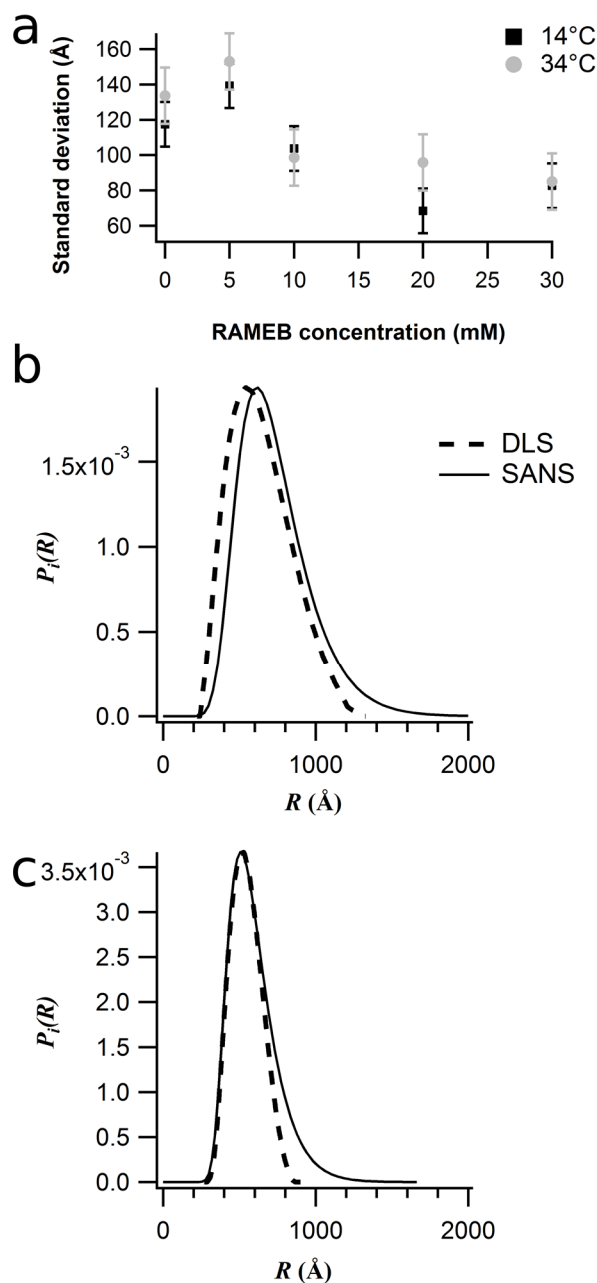 a
Standard deviation (Å)
160
140
120
100
80
60
14°C
34°C
0 5 10 15 20 25 30
RAMEB concentration (mM)
b
Pi(R)
1.5x10-3
1.0
0.5
0.0
DLS
SANS
0 1000 2000
R (Å)
c
Pi(R)
3.5x10-3
3.0
2.5
2.0
1.5
1.0
0.5
0.0
0 1000 2000
R (Å)